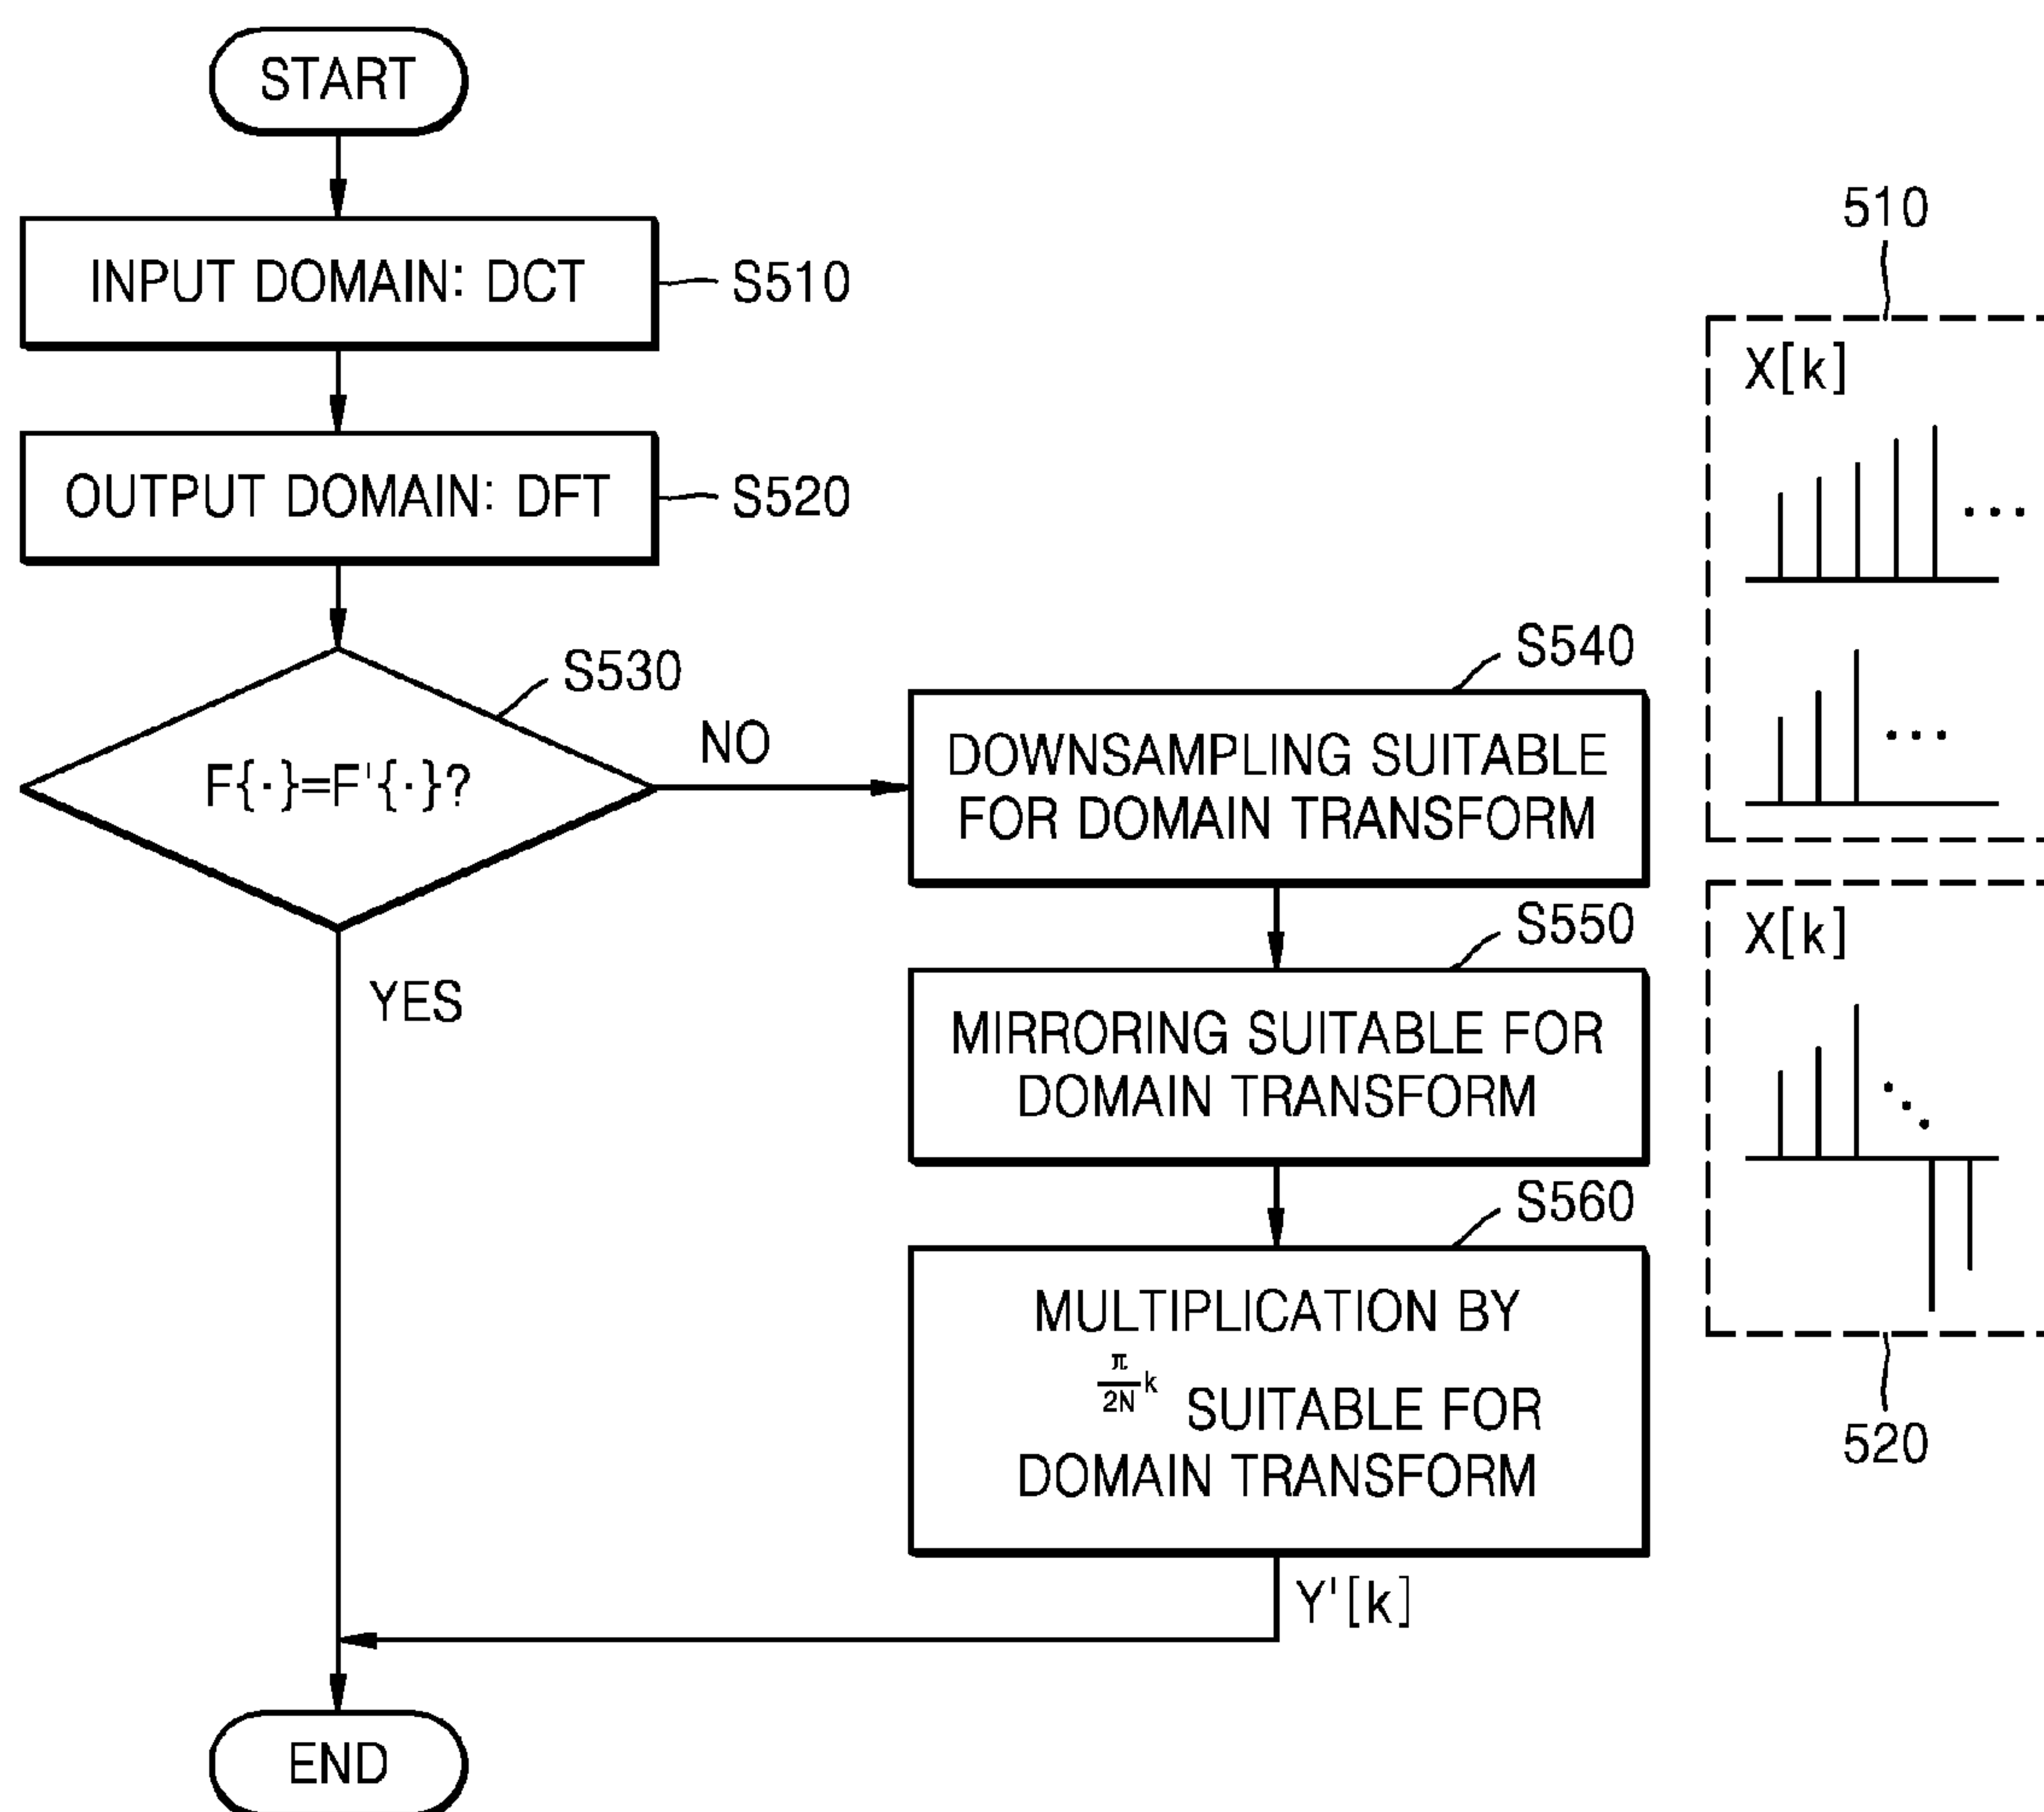 START
INPUT DOMAIN: DCT
S510
OUTPUT DOMAIN: DFT
S520
S530
F{·}=F'{·}?
NO
YES
S540
DOWNSAMPLING SUITABLE
FOR DOMAIN TRANSFORM
S550
MIRRORING SUITABLE FOR
DOMAIN TRANSFORM
S560
MULTIPLICATION BY
π/2N k SUITABLE FOR
DOMAIN TRANSFORM
Y'[k]
END
510
X[k]
X[k]
520